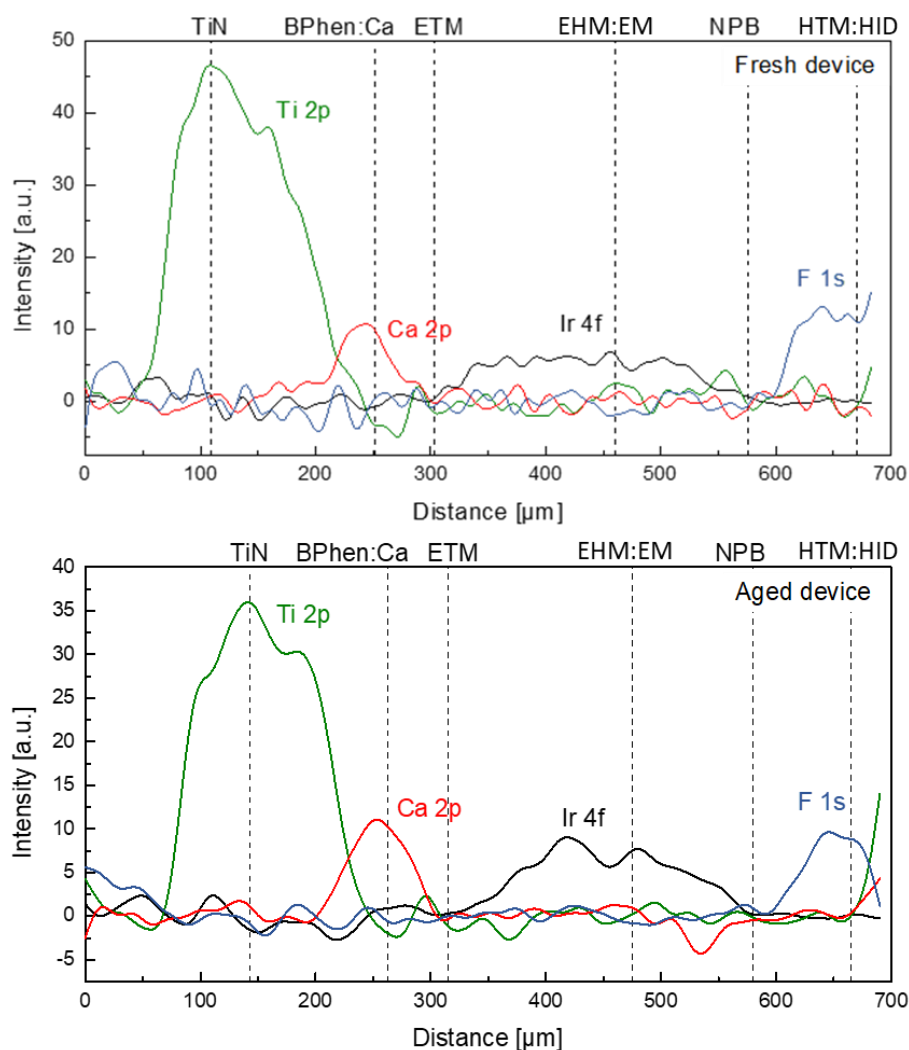 TiN BPhen:Ca ETM EHM:EM NPB HTM:HID
50
Fresh device
Ti 2p
40
30
20
F 1s
Ca 2p
Ir 4f
10
0
Intensity [a.u.]
0 100 200 300 400 500 600 700
Distance [µm]
TiN BPhen:Ca ETM EHM:EM NPB HTM:HID
40
Aged device
Ti 2p
35
30
25
20
15
Ca 2p
Ir 4f
F 1s
10
5
0
-5
Intensity [a.u.]
0 100 200 300 400 500 600 700
Distance [µm]